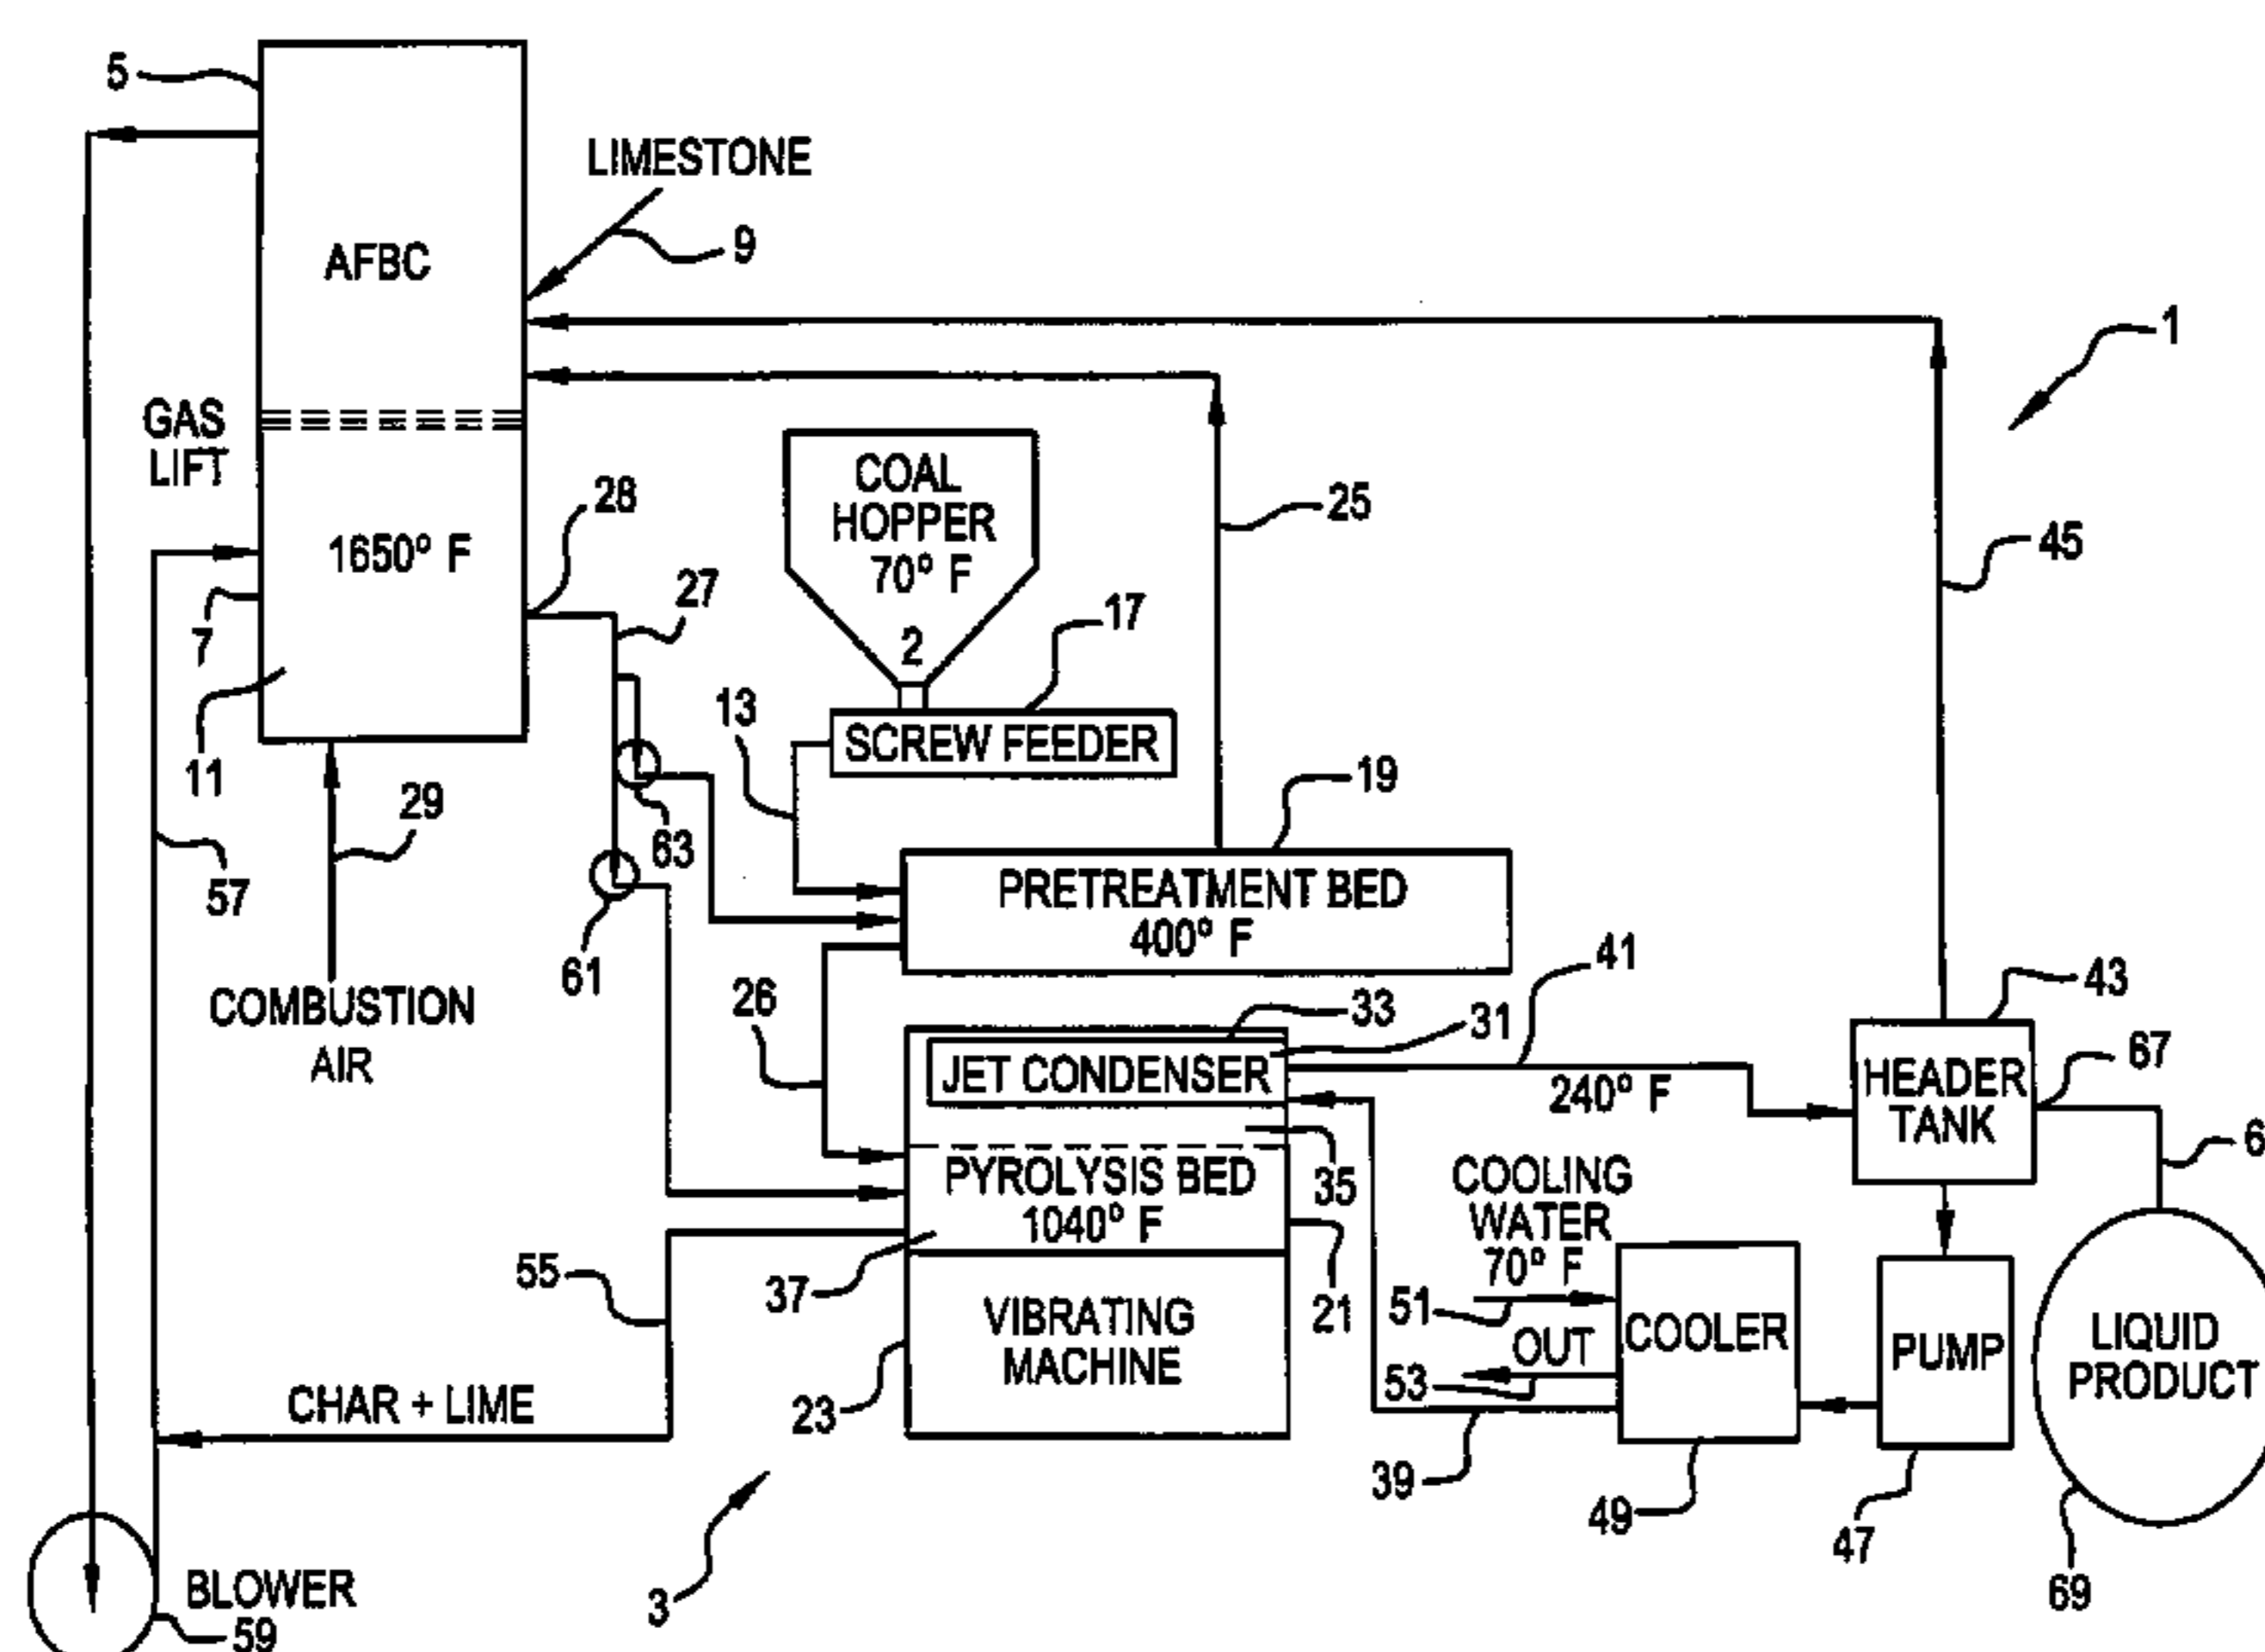 5
LIMESTONE
9
AFBC
1
GAS
LIFT
28
COAL
HOPPER
70° F
2
25
45
1650° F
27
17
7
13
SCREW FEEDER
11
29
63
19
57
61
PRETREATMENT BED
400° F
COMBUSTION
AIR
26
41
33
31
43
JET CONDENSER
240° F
HEADER
TANK
67
35
PYROLYSIS BED
1040° F
COOLING
WATER
70° F
55
37
21
51
VIBRATING
MACHINE
OUT
COOLER
PUMP
LIQUID
PRODUCT
53
CHAR + LIME
23
39
49
47
69
BLOWER
59
3